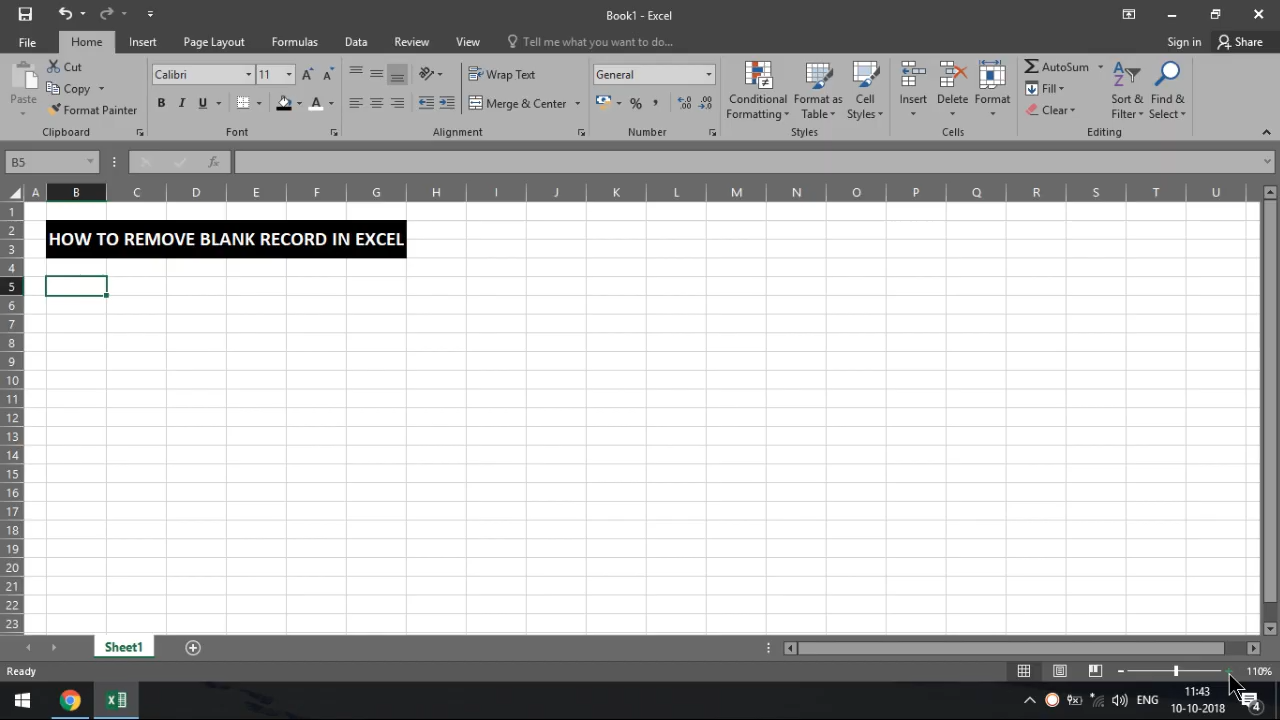 Book1 - Excel
File Home Insert Page Layout Formulas Data Review View Tell me what you want to do... Sign in Share
Paste
Cut
Copy
Format Painter
Clipboard
Calibri 11
B I U A
Font
Wrap Text
Merge & Center
Alignment
General
%
Number
Conditional Formatting
Format as Table
Cell Styles
Styles
Insert Delete Format
Cells
AutoSum
Fill
Clear
Sort & Filter
Find & Select
Editing
B5 fx
A B C D E F G H I J K L M N O P Q R S T U
1
2
HOW TO REMOVE BLANK RECORD IN EXCEL
3
4
5
6
7
8
9
10
11
12
13
14
15
16
17
18
19
20
21
22
23
Sheet1
Ready 110%
ENG 11:43
10-10-2018 4